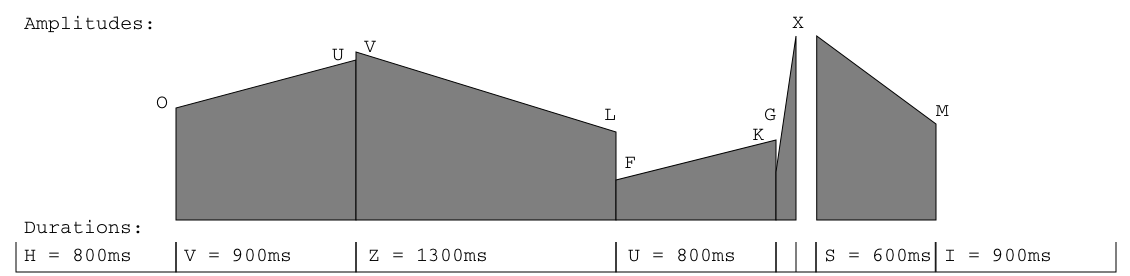 Amplitudes:
X
U V
O
L G M
K
F
Durations:
H = 800ms V = 900ms Z = 1300ms U = 800ms S = 600ms I = 900ms